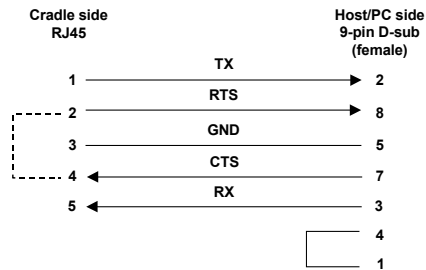 Cradle side
RJ45
Host/PC side
9-pin D-sub
(female)
TX
1 2
RTS
2 8
GND
3 5
CTS
4 7
RX
5 3
4
1